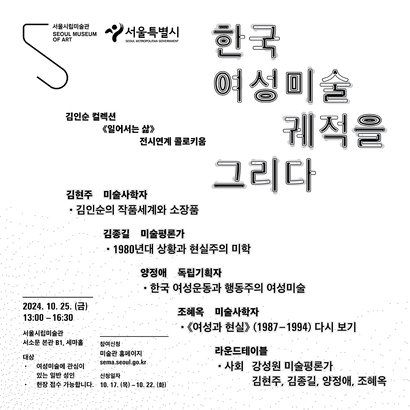 서울시립미술관
SEOUL MUSEUM
OF ART
서울특별시
SEOUL METROPOLITAN GOVERNMENT
한국
여성미술
궤적을
그리다
김인순 컬렉션
《일어서는 삶》
전시연계 콜로키움
김현주 미술사학자
• 김인순의 작품세계와 소장품
김종길 미술평론가
• 1980년대 상황과 현실주의 미학
양정애 독립기획자
• 한국 여성운동과 행동주의 여성미술
조혜옥 미술사학자
• 《여성과 현실》 (1987–1994) 다시 보기
라운드테이블
• 사회 강성원 미술평론가
김현주, 김종길, 양정애, 조혜옥
2024. 10. 25. (금)
13:00 – 16:30
서울시립미술관
서소문 본관 B1, 세마홀
대상
• 여성미술에 관심이
있는 일반 성인
• 현장 접수 가능합니다.
참여신청
미술관 홈페이지
sema.seoul.go.kr
신청일자
10. 17. (목) – 10. 22. (화)